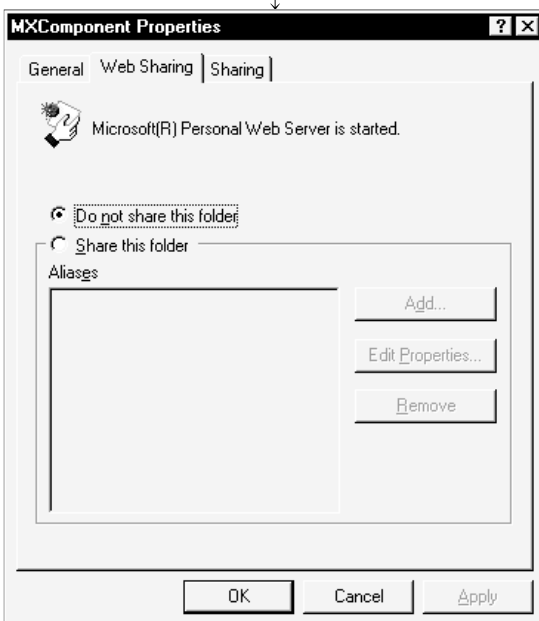 MXComponent Properties
General Web Sharing Sharing
Microsoft(R) Personal Web Server is started.
Do not share this folder
Share this folder
Aliases
Add...
Edit Properties...
Remove
OK Cancel Apply